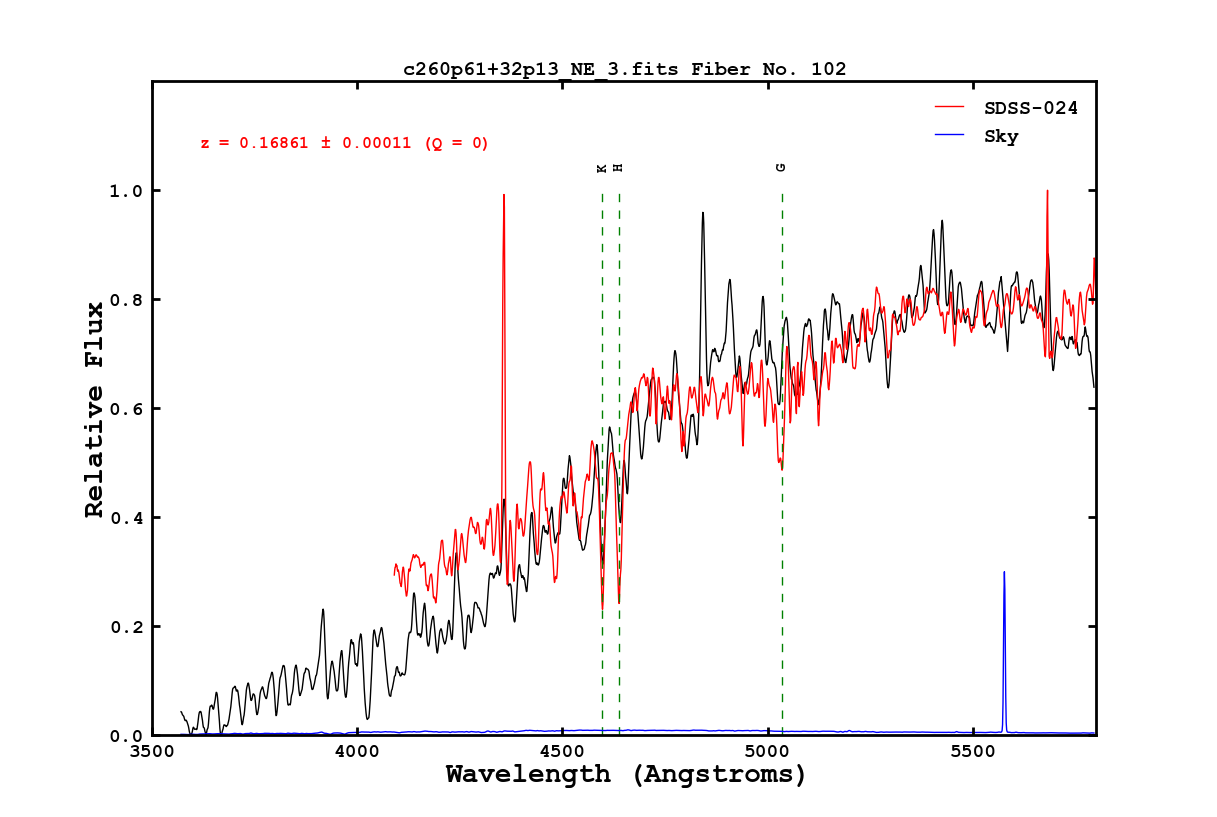 c260p61+32p13_NE_3.fits Fiber No. 102
SDSS-024
Sky
z = 0.16861 ± 0.00011 (Q = 0)
K H G
1.0
0.8
0.6
0.4
0.2
0.0
Relative Flux
3500 4000 4500 5000 5500
Wavelength (Angstroms)